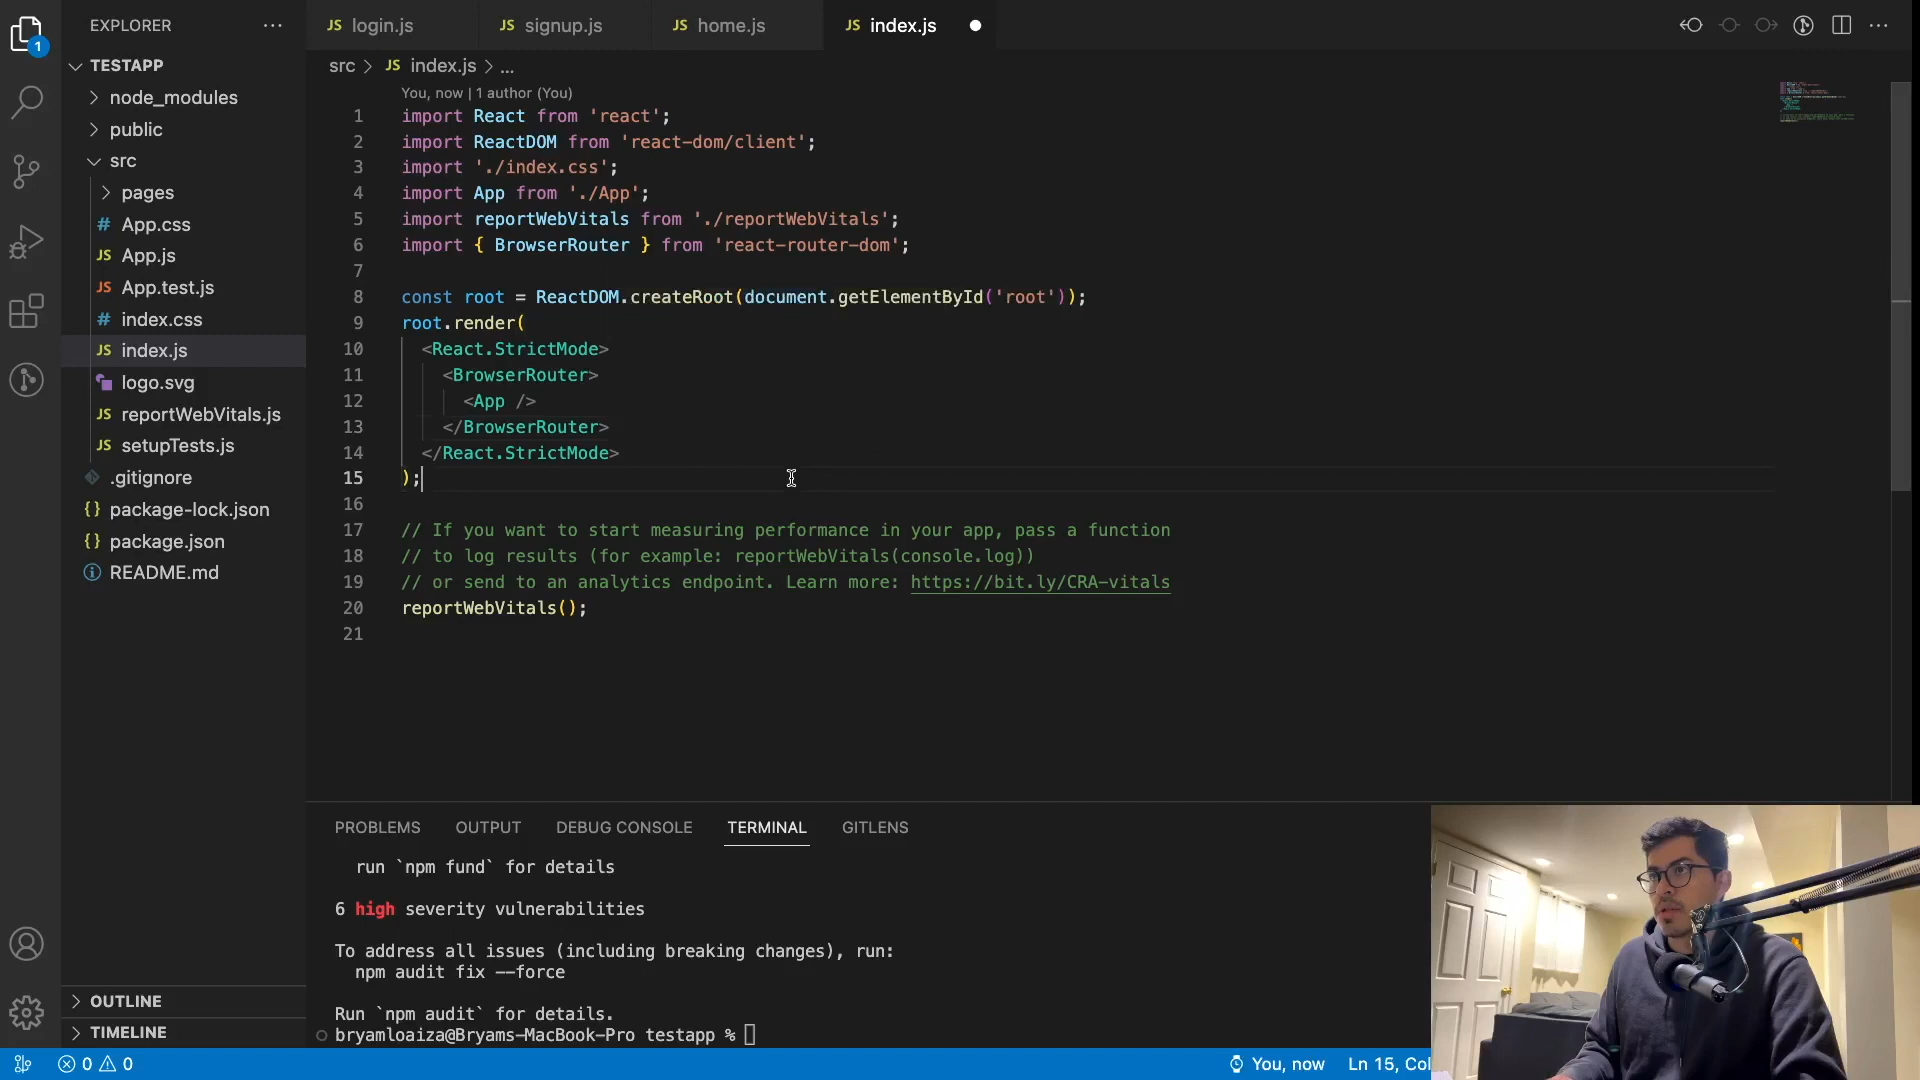 EXPLORER
TESTAPP
node_modules
public
src
pages
# App.css
JS App.js
JS App.test.js
# index.css
JS index.js
logo.svg
JS reportWebVitals.js
JS setupTests.js
.gitignore
{} package-lock.json
{} package.json
README.md
OUTLINE
TIMELINE
1
JS login.js
JS signup.js
JS home.js
JS index.js
src > JS index.js > ...
You, now | 1 author (You)
1 import React from 'react';
2 import ReactDOM from 'react-dom/client';
3 import './index.css';
4 import App from './App';
5 import reportWebVitals from './reportWebVitals';
6 import { BrowserRouter } from 'react-router-dom';
7
8 const root = ReactDOM.createRoot(document.getElementById('root'));
9 root.render(
10 <React.StrictMode>
11 <BrowserRouter>
12 <App />
13 </BrowserRouter>
14 </React.StrictMode>
15 );
16
17 // If you want to start measuring performance in your app, pass a function
18 // to log results (for example: reportWebVitals(console.log))
19 // or send to an analytics endpoint. Learn more: https://bit.ly/CRA-vitals
20 reportWebVitals();
21
PROBLEMS OUTPUT DEBUG CONSOLE TERMINAL GITLENS
run `npm fund` for details
6 high severity vulnerabilities
To address all issues (including breaking changes), run:
npm audit fix --force
Run `npm audit` for details.
bryamloaiza@Bryams-MacBook-Pro testapp %
0 0
You, now Ln 15, Col